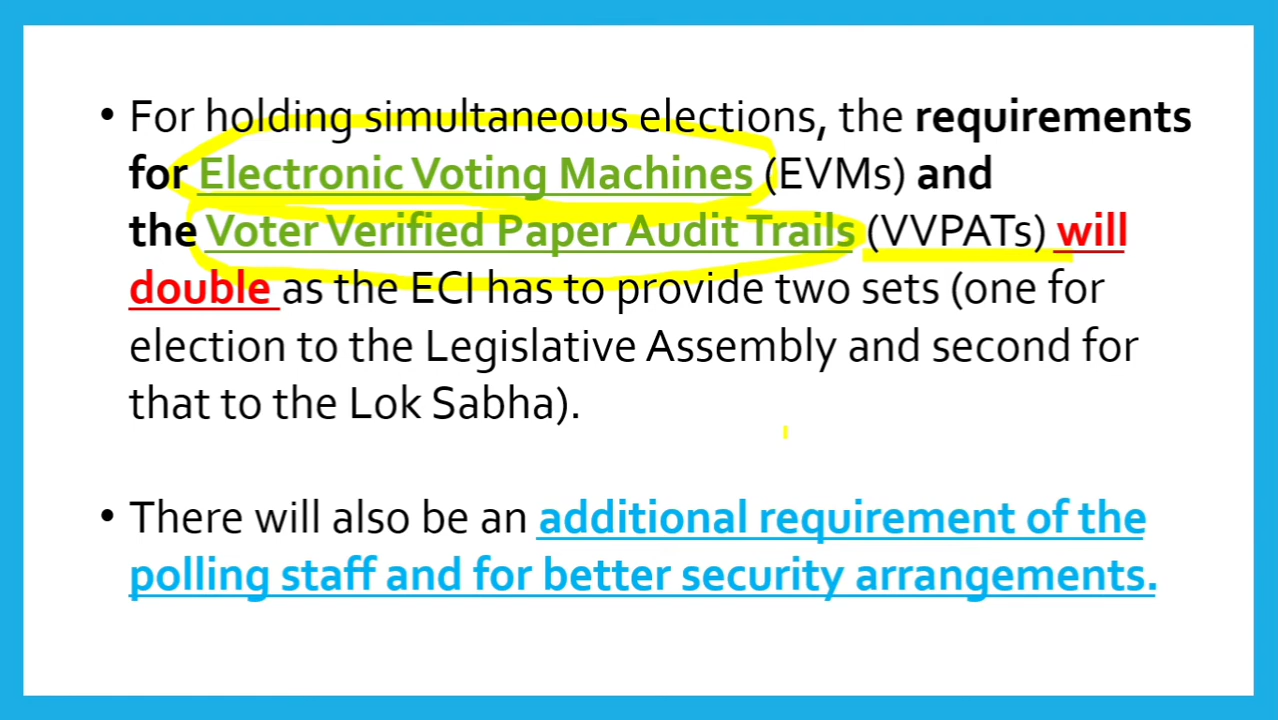 • For holding simultaneous elections, the requirements
for Electronic Voting Machines (EVMs) and
the Voter Verified Paper Audit Trails (VVPATs) will
double as the ECI has to provide two sets (one for
election to the Legislative Assembly and second for
that to the Lok Sabha).
• There will also be an additional requirement of the
polling staff and for better security arrangements.